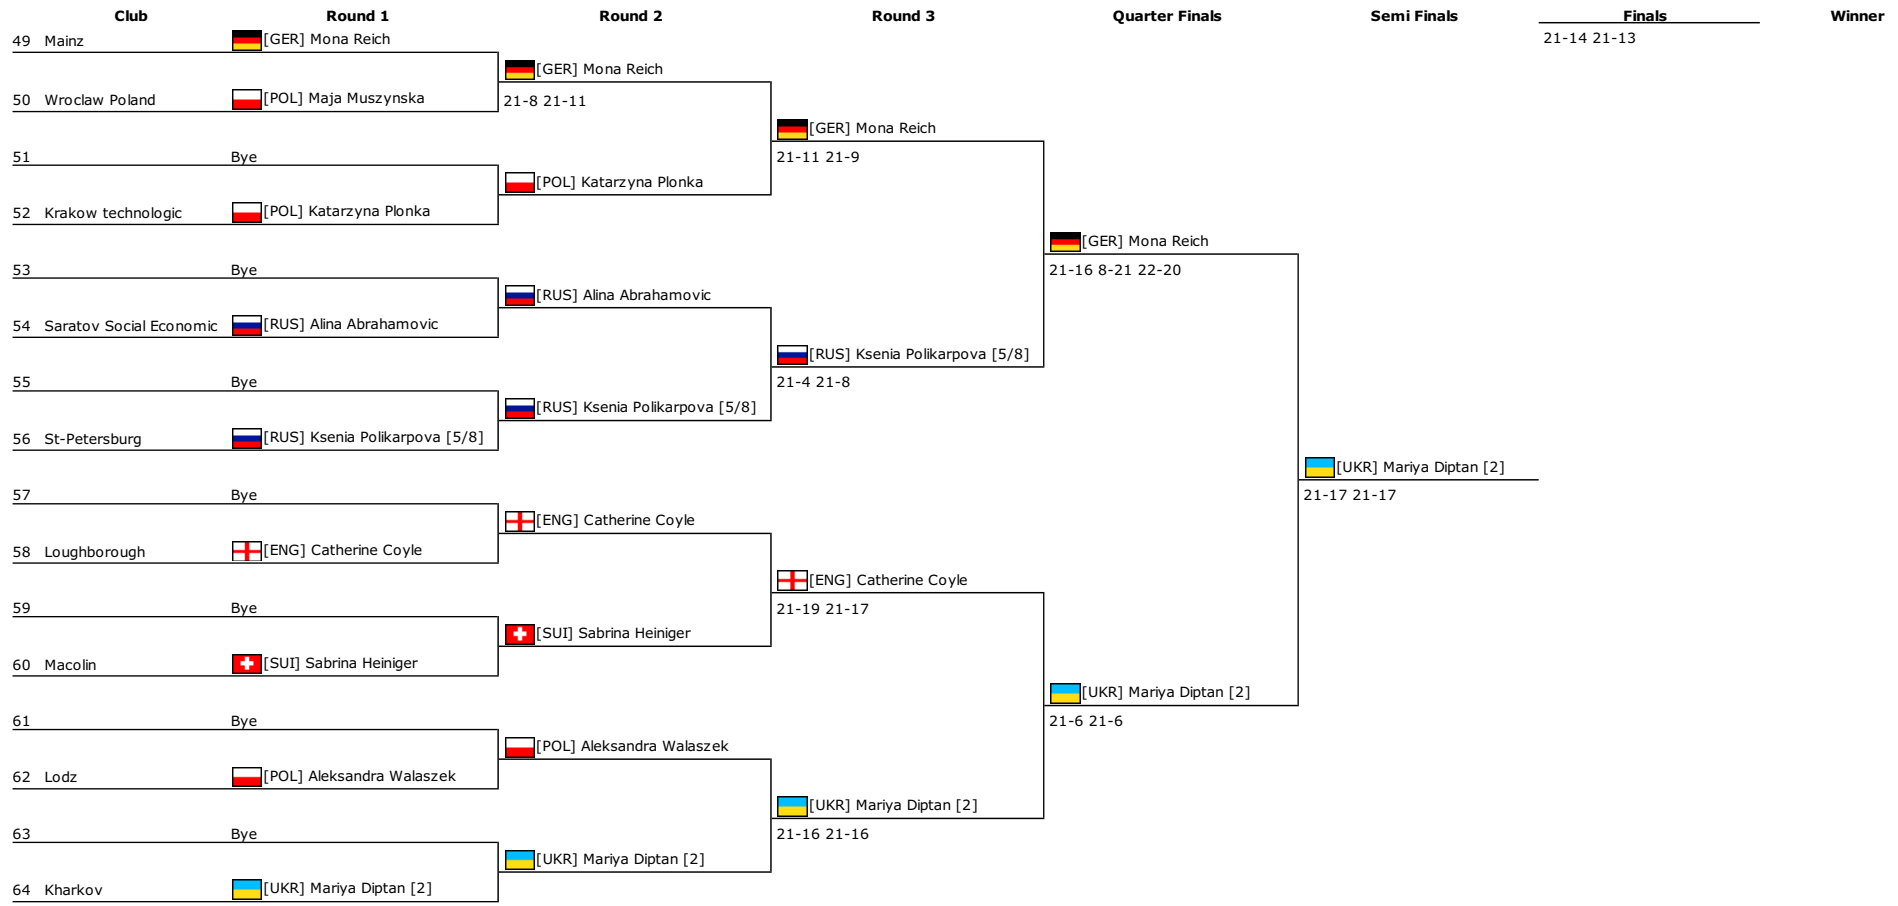 Club Round 1 Round 2 Round 3 Quarter Finals Semi Finals Finals Winner
49 Mainz [GER] Mona Reich 21-14 21-13
[GER] Mona Reich
50 Wroclaw Poland [POL] Maja Muszynska 21-8 21-11
[GER] Mona Reich
51 Bye 21-11 21-9
[POL] Katarzyna Plonka
52 Krakow technologic [POL] Katarzyna Plonka
[GER] Mona Reich
53 Bye 21-16 8-21 22-20
[RUS] Alina Abrahamovic
54 Saratov Social Economic [RUS] Alina Abrahamovic
[RUS] Ksenia Polikarpova [5/8]
55 Bye 21-4 21-8
[RUS] Ksenia Polikarpova [5/8]
56 St-Petersburg [RUS] Ksenia Polikarpova [5/8]
[UKR] Mariya Diptan [2]
57 Bye 21-17 21-17
[ENG] Catherine Coyle
58 Loughborough [ENG] Catherine Coyle
[ENG] Catherine Coyle
59 Bye 21-19 21-17
[SUI] Sabrina Heiniger
60 Macolin [SUI] Sabrina Heiniger
[UKR] Mariya Diptan [2]
61 Bye 21-6 21-6
[POL] Aleksandra Walaszek
62 Lodz [POL] Aleksandra Walaszek
[UKR] Mariya Diptan [2]
63 Bye 21-16 21-16
[UKR] Mariya Diptan [2]
64 Kharkov [UKR] Mariya Diptan [2]